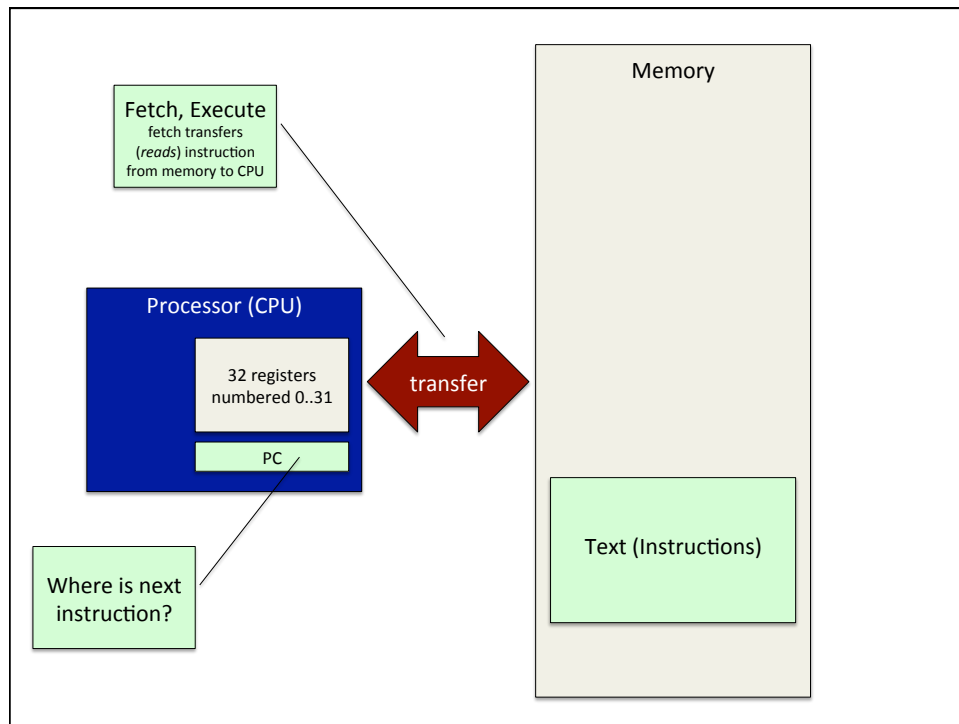 Memory
Fetch, Execute
fetch transfers
(reads) instruction
from memory to CPU
Processor (CPU)
32 registers
numbered 0..31
transfer
PC
Text (Instructions)
Where is next
instruction?